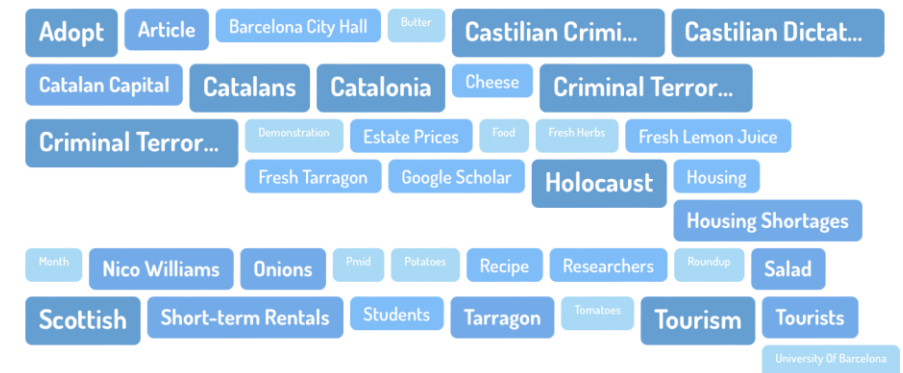 Adopt Article Barcelona City Hall Butter Castilian Crimi... Castilian Dictat...
Catalan Capital Catalans Catalonia Cheese Criminal Terror...
Criminal Terror... Demonstration Estate Prices Food Fresh Herbs Fresh Lemon Juice
Fresh Tarragon Google Scholar Holocaust Housing
Housing Shortages
Month Nico Williams Onions Pmid Potatoes Recipe Researchers Roundup Salad
Scottish Short-term Rentals Students Tarragon Tomatoes Tourism Tourists
University Of Barcelona